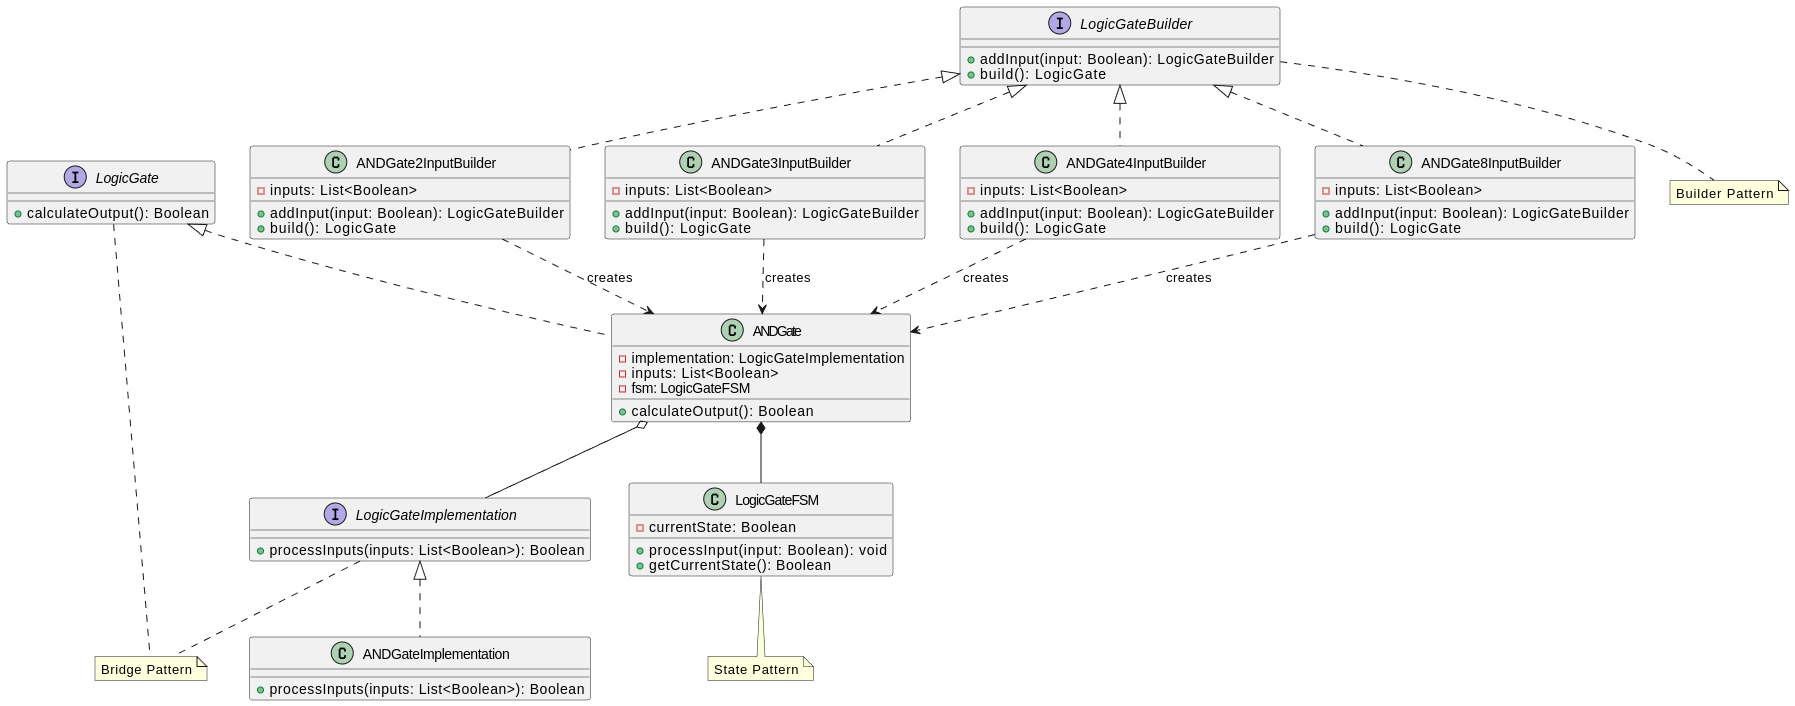 I LogicGateBuilder
addInput(input: Boolean): LogicGateBuilder
build(): LogicGate
I LogicGate
calculateOutput(): Boolean
C ANDGate2InputBuilder
inputs: List<Boolean>
addInput(input: Boolean): LogicGateBuilder
build(): LogicGate
C ANDGate3InputBuilder
inputs: List<Boolean>
addInput(input: Boolean): LogicGateBuilder
build(): LogicGate
C ANDGate4InputBuilder
inputs: List<Boolean>
addInput(input: Boolean): LogicGateBuilder
build(): LogicGate
C ANDGate8InputBuilder
inputs: List<Boolean>
addInput(input: Boolean): LogicGateBuilder
build(): LogicGate
Builder Pattern
creates
creates
creates
creates
C ANDGate
implementation: LogicGateImplementation
inputs: List<Boolean>
fsm: LogicGateFSM
calculateOutput(): Boolean
I LogicGateImplementation
processInputs(inputs: List<Boolean>): Boolean
C LogicGateFSM
currentState: Boolean
processInput(input: Boolean): void
getCurrentState(): Boolean
Bridge Pattern
C ANDGateImplementation
processInputs(inputs: List<Boolean>): Boolean
State Pattern